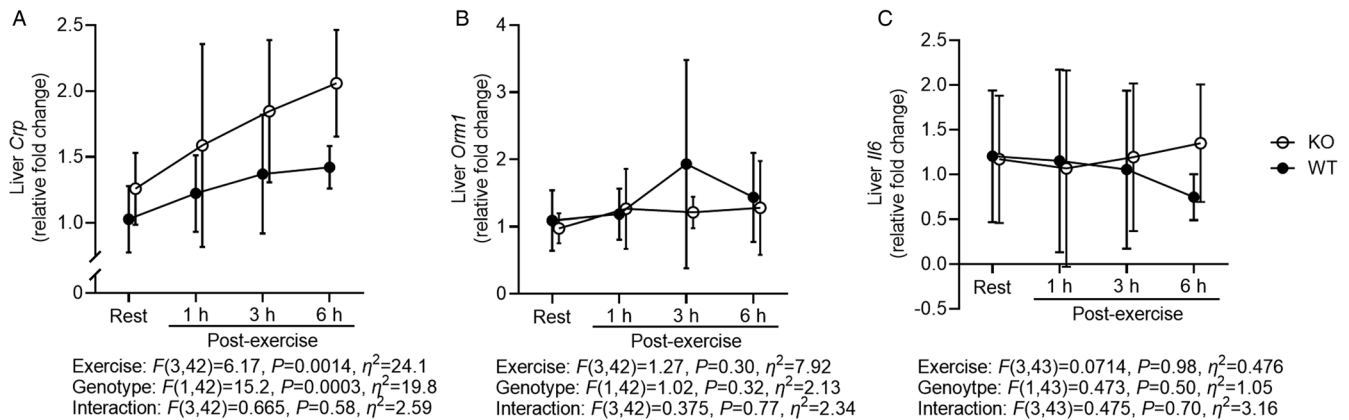 A
Liver Crp
(relative fold change)
2.5
2.0
1.5
1.0
0
Rest
1 h
3 h
6 h
Post-exercise
Exercise: F(3,42)=6.17, P=0.0014, η²=24.1
Genotype: F(1,42)=15.2, P=0.0003, η²=19.8
Interaction: F(3,42)=0.665, P=0.58, η²=2.59
B
Liver Orm1
(relative fold change)
4
3
2
1
0
Rest
1 h
3 h
6 h
Post-exercise
Exercise: F(3,42)=1.27, P=0.30, η²=7.92
Genotype: F(1,42)=1.02, P=0.32, η²=2.13
Interaction: F(3,42)=0.375, P=0.77, η²=2.34
C
Liver Il6
(relative fold change)
2.5
2.0
1.5
1.0
0.5
0.0
-0.5
Rest
1 h
3 h
6 h
Post-exercise
Exercise: F(3,43)=0.0714, P=0.98, η²=0.476
Genoytpe: F(1,43)=0.473, P=0.50, η²=1.05
Interaction: F(3,43)=0.475, P=0.70, η²=3.16
KO
WT